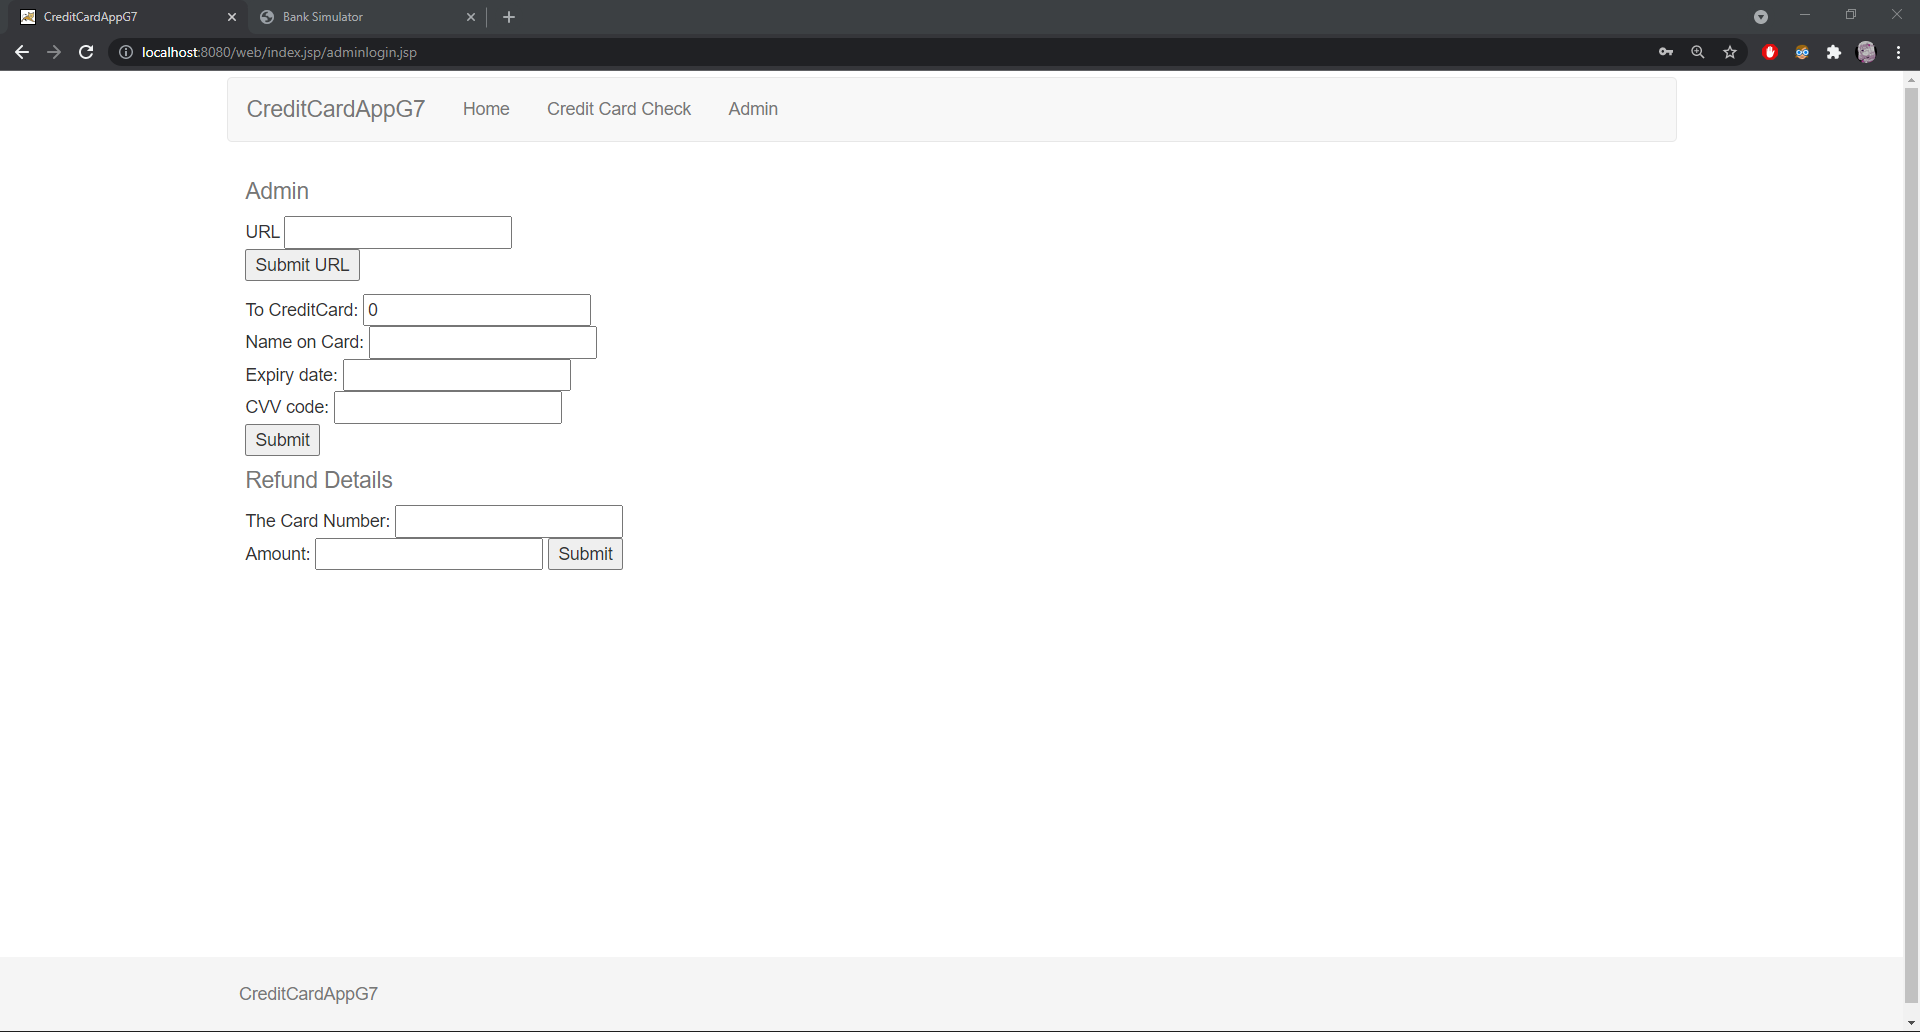 CreditCardAppG7
Bank Simulator
localhost:8080/web/index.jsp/adminlogin.jsp
CreditCardAppG7 Home Credit Card Check Admin
Admin
URL
Submit URL
To CreditCard: 0
Name on Card:
Expiry date:
CVV code:
Submit
Refund Details
The Card Number:
Amount: Submit
CreditCardAppG7